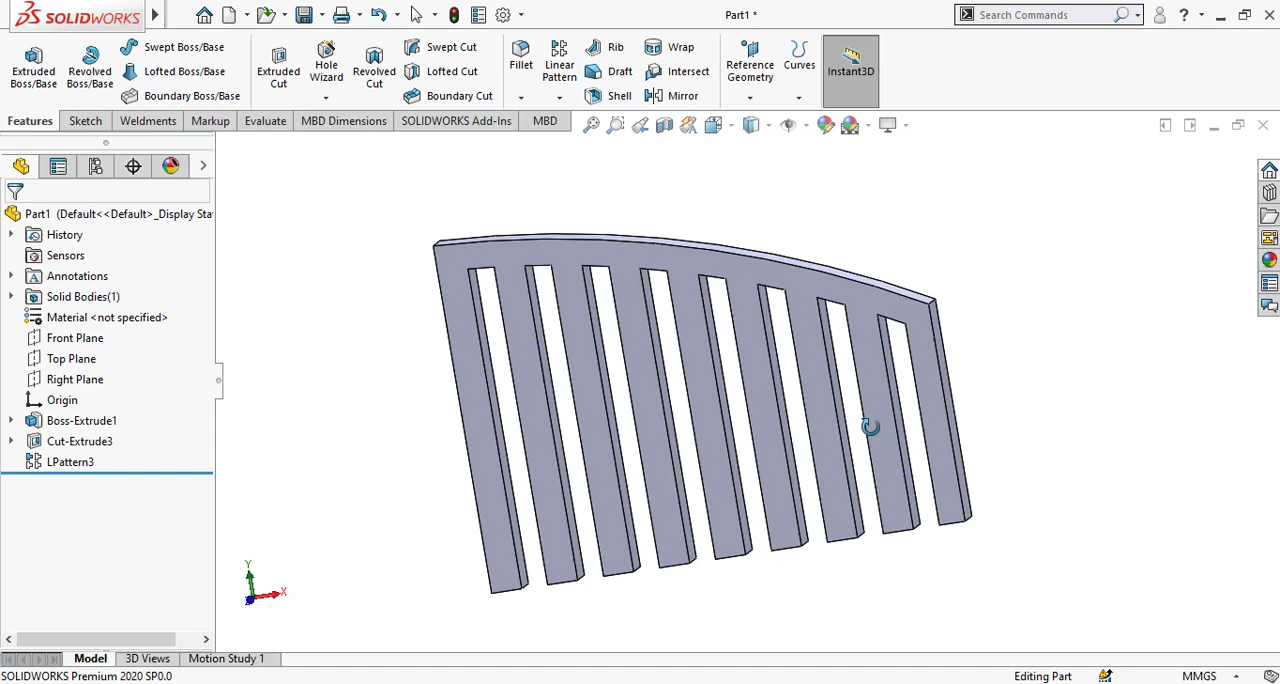 SOLIDWORKS
Part1 *
Search Commands
?
Extruded Boss/Base
Revolved Boss/Base
Swept Boss/Base
Lofted Boss/Base
Boundary Boss/Base
Extruded Cut
Hole Wizard
Revolved Cut
Swept Cut
Lofted Cut
Boundary Cut
Fillet
Linear Pattern
Rib
Draft
Shell
Wrap
Intersect
Mirror
Reference Geometry
Curves
Instant3D
Features
Sketch
Weldments
Markup
Evaluate
MBD Dimensions
SOLIDWORKS Add-Ins
MBD
Part1 (Default<<Default>_Display Sta
History
Sensors
Annotations
Solid Bodies(1)
Material <not specified>
Front Plane
Top Plane
Right Plane
Origin
Boss-Extrude1
Cut-Extrude3
LPattern3
Y
X
Model
3D Views
Motion Study 1
SOLIDWORKS Premium 2020 SP0.0
Editing Part
MMGS